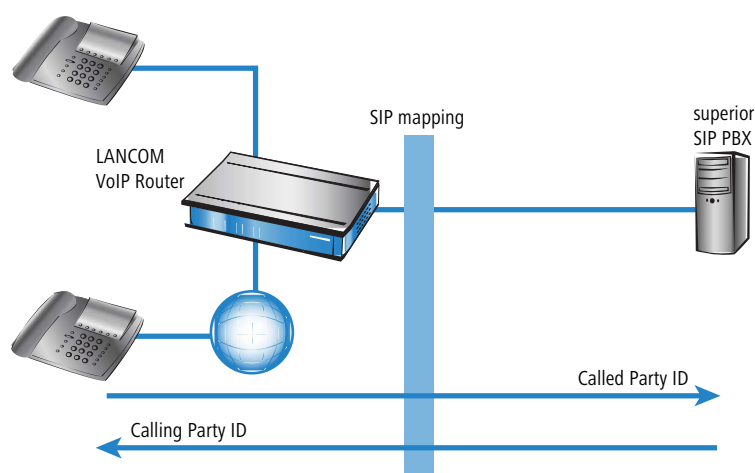 SIP mapping
superior
SIP PBX
LANCOM
VoIP Router
Called Party ID
Calling Party ID